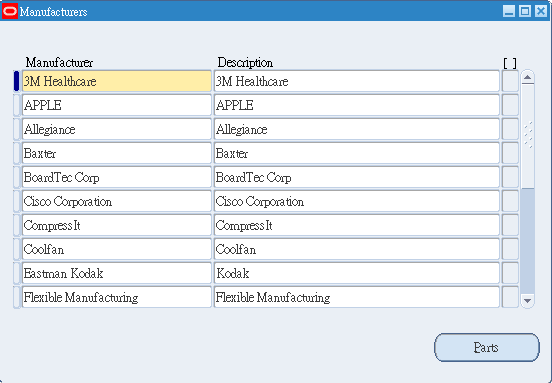 Manufacturers
Manufacturer Description [ ]
3M Healthcare 3M Healthcare
APPLE APPLE
Allegiance Allegiance
Baxter Baxter
BoardTec Corp BoardTec Corp
Cisco Corporation Cisco Corporation
CompressIt CompressIt
Coolfan Coolfan
Eastman Kodak Kodak
Flexible Manufacturing Flexible Manufacturing
Parts